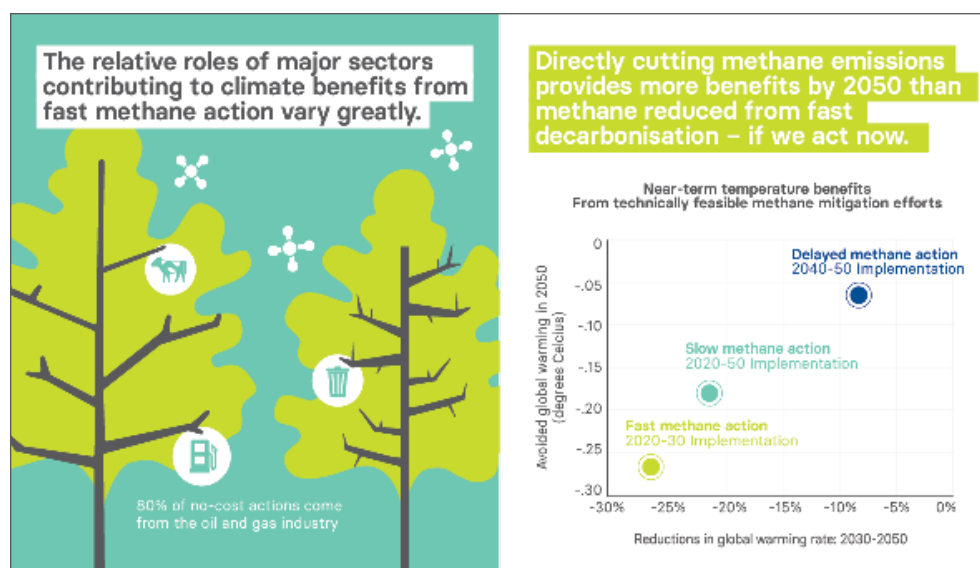 The relative roles of major sectors
contributing to climate benefits from
fast methane action vary greatly.
80% of no-cost actions come
from the oil and gas industry
Directly cutting methane emissions
provides more benefits by 2050 than
methane reduced from fast
decarbonisation – if we act now.
Near-term temperature benefits
From technically feasible methane mitigation efforts
Avoided global warming in 2050
(degrees Celcius)
0
-.05
-.10
-.15
-.20
-.25
-.30
Delayed methane action
2040-50 Implementation
Slow methane action
2020-50 Implementation
Fast methane action
2020-30 Implementation
-30% -25% -20% -15% -10% -5% 0%
Reductions in global warming rate: 2030-2050